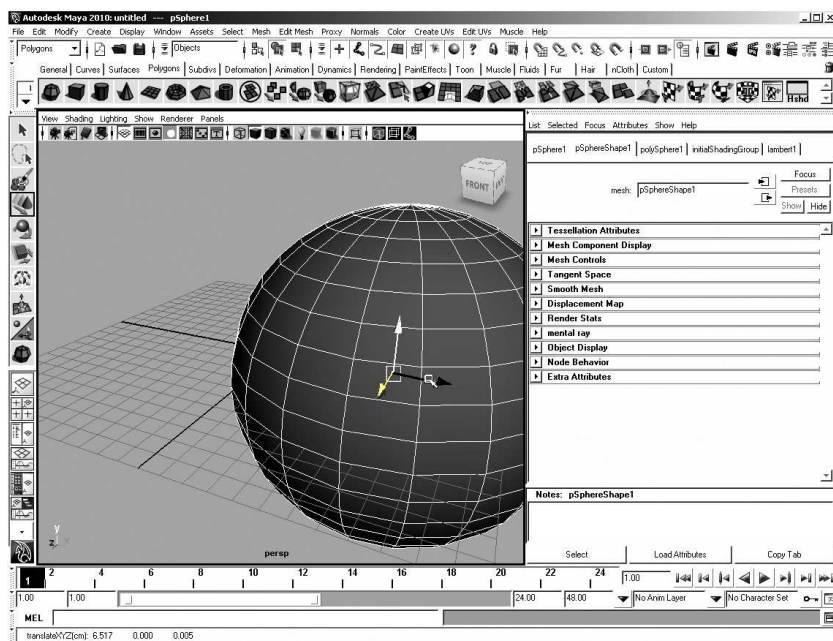 Autodesk Maya 2010: untitled --- pSphere1
File Edit Modify Create Display Window Assets Select Mesh Edit Mesh Proxy Normals Color Create UVs Edit UVs Muscle Help
Polygons Objects
General Curves Surfaces Polygons Subdivs Deformation Animation Dynamics Rendering PaintEffects Toon Muscle Fluids Fur Hair nCloth Custom
Hshd
View Shading Lighting Show Renderer Panels
List Selected Focus Attributes Show Help
pSphere1 pSphereShape1 polySphere1 initialShadingGroup lambert1
mesh: pSphereShape1
Focus
Presets
Show Hide
FRONT
Tessellation Attributes
Mesh Component Display
Mesh Controls
Tangent Space
Smooth Mesh
Displacement Map
Render Stats
mental ray
Object Display
Node Behavior
Extra Attributes
Notes: pSphereShape1
y
z x
persp
Select Load Attributes Copy Tab
1 2 4 6 8 10 12 14 16 18 20 22 24 1.00
1.00 1.00 24.00 48.00 No Anim Layer No Character Set
MEL
translateXYZ(cm): 6.517 0.000 0.005